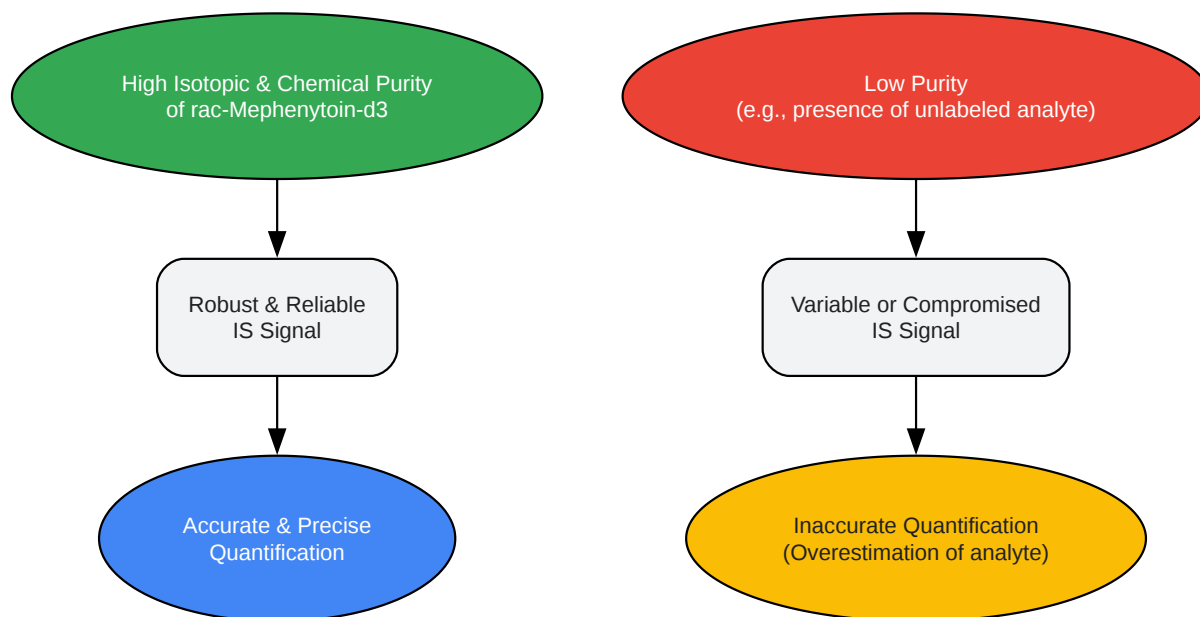 High Isotopic & Chemical Purity
of rac-Mephenytoin-d3
Robust & Reliable
IS Signal
Accurate & Precise
Quantification
Low Purity
(e.g., presence of unlabeled analyte)
Variable or Compromised
IS Signal
Inaccurate Quantification
(Overestimation of analyte)